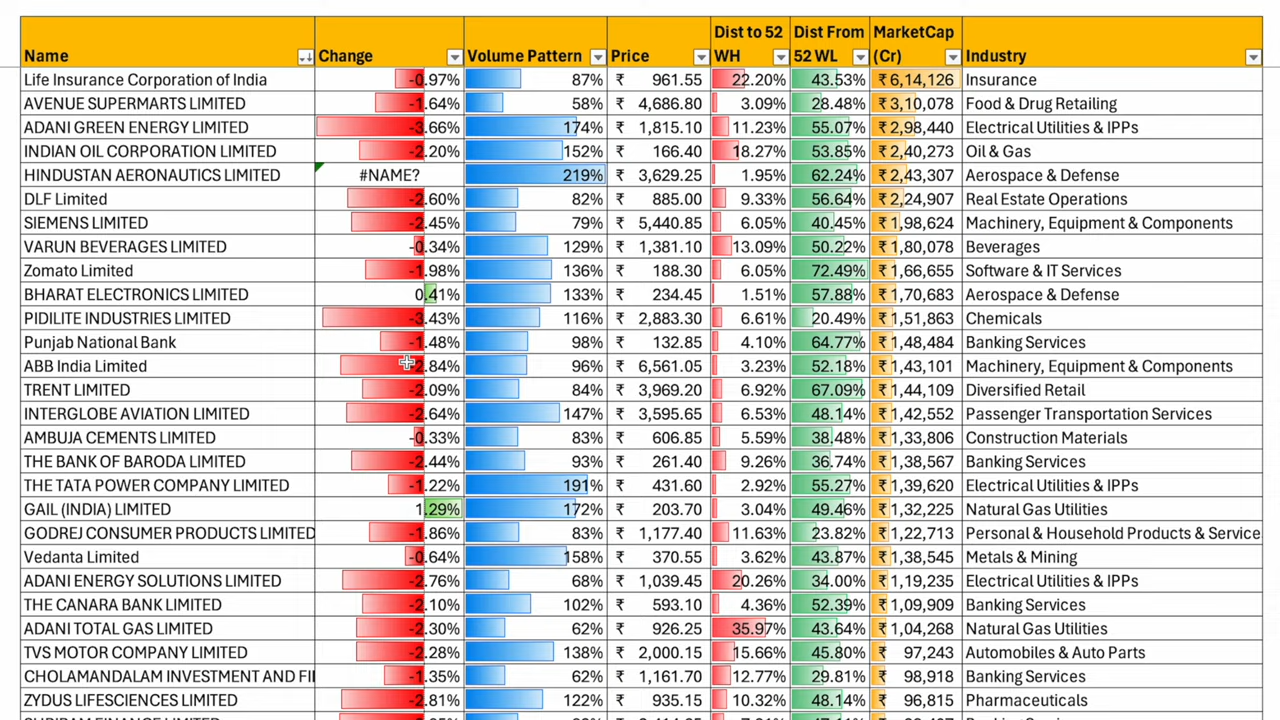 Name Change Volume Pattern Price Dist to 52 WH Dist From 52 WL MarketCap (Cr) Industry
Life Insurance Corporation of India -0.97% 87% ₹ 961.55 22.20% 43.53% ₹ 6,14,126 Insurance
AVENUE SUPERMARTS LIMITED -1.64% 58% ₹ 4,686.80 3.09% 28.48% ₹ 3,10,078 Food & Drug Retailing
ADANI GREEN ENERGY LIMITED -3.66% 174% ₹ 1,815.10 11.23% 55.07% ₹ 2,98,440 Electrical Utilities & IPPs
INDIAN OIL CORPORATION LIMITED -2.20% 152% ₹ 166.40 18.27% 53.85% ₹ 2,40,273 Oil & Gas
HINDUSTAN AERONAUTICS LIMITED #NAME? 219% ₹ 3,629.25 1.95% 62.24% ₹ 2,43,307 Aerospace & Defense
DLF Limited -2.60% 82% ₹ 885.00 9.33% 56.64% ₹ 2,24,907 Real Estate Operations
SIEMENS LIMITED -2.45% 79% ₹ 5,440.85 6.05% 40.45% ₹ 1,98,624 Machinery, Equipment & Components
VARUN BEVERAGES LIMITED -0.34% 129% ₹ 1,381.10 13.09% 50.22% ₹ 1,80,078 Beverages
Zomato Limited -1.98% 136% ₹ 188.30 6.05% 72.49% ₹ 1,66,655 Software & IT Services
BHARAT ELECTRONICS LIMITED 0.41% 133% ₹ 234.45 1.51% 57.88% ₹ 1,70,683 Aerospace & Defense
PIDILITE INDUSTRIES LIMITED -3.43% 116% ₹ 2,883.30 6.61% 20.49% ₹ 1,51,863 Chemicals
Punjab National Bank -1.48% 98% ₹ 132.85 4.10% 64.77% ₹ 1,48,484 Banking Services
ABB India Limited -2.84% 96% ₹ 6,561.05 3.23% 52.18% ₹ 1,43,101 Machinery, Equipment & Components
TRENT LIMITED -2.09% 84% ₹ 3,969.20 6.92% 67.09% ₹ 1,44,109 Diversified Retail
INTERGLOBE AVIATION LIMITED -2.64% 147% ₹ 3,595.65 6.53% 48.14% ₹ 1,42,552 Passenger Transportation Services
AMBUJA CEMENTS LIMITED -0.33% 83% ₹ 606.85 5.59% 38.48% ₹ 1,33,806 Construction Materials
THE BANK OF BARODA LIMITED -2.44% 93% ₹ 261.40 9.26% 36.74% ₹ 1,38,567 Banking Services
THE TATA POWER COMPANY LIMITED -1.22% 191% ₹ 431.60 2.92% 55.27% ₹ 1,39,620 Electrical Utilities & IPPs
GAIL (INDIA) LIMITED 1.29% 172% ₹ 203.70 3.04% 49.46% ₹ 1,32,225 Natural Gas Utilities
GODREJ CONSUMER PRODUCTS LIMITED -1.86% 83% ₹ 1,177.40 11.63% 23.82% ₹ 1,22,713 Personal & Household Products & Service
Vedanta Limited -0.64% 158% ₹ 370.55 3.62% 43.87% ₹ 1,38,545 Metals & Mining
ADANI ENERGY SOLUTIONS LIMITED -2.76% 68% ₹ 1,039.45 20.26% 34.00% ₹ 1,19,235 Electrical Utilities & IPPs
THE CANARA BANK LIMITED -2.10% 102% ₹ 593.10 4.36% 52.39% ₹ 1,09,909 Banking Services
ADANI TOTAL GAS LIMITED -2.30% 62% ₹ 926.25 35.97% 43.64% ₹ 1,04,268 Natural Gas Utilities
TVS MOTOR COMPANY LIMITED -2.28% 138% ₹ 2,000.15 15.66% 45.80% ₹ 97,243 Automobiles & Auto Parts
CHOLAMANDALAM INVESTMENT AND FI -1.35% 62% ₹ 1,161.70 12.77% 29.81% ₹ 98,918 Banking Services
ZYDUS LIFESCIENCES LIMITED -2.81% 122% ₹ 935.15 10.32% 48.14% ₹ 96,815 Pharmaceuticals